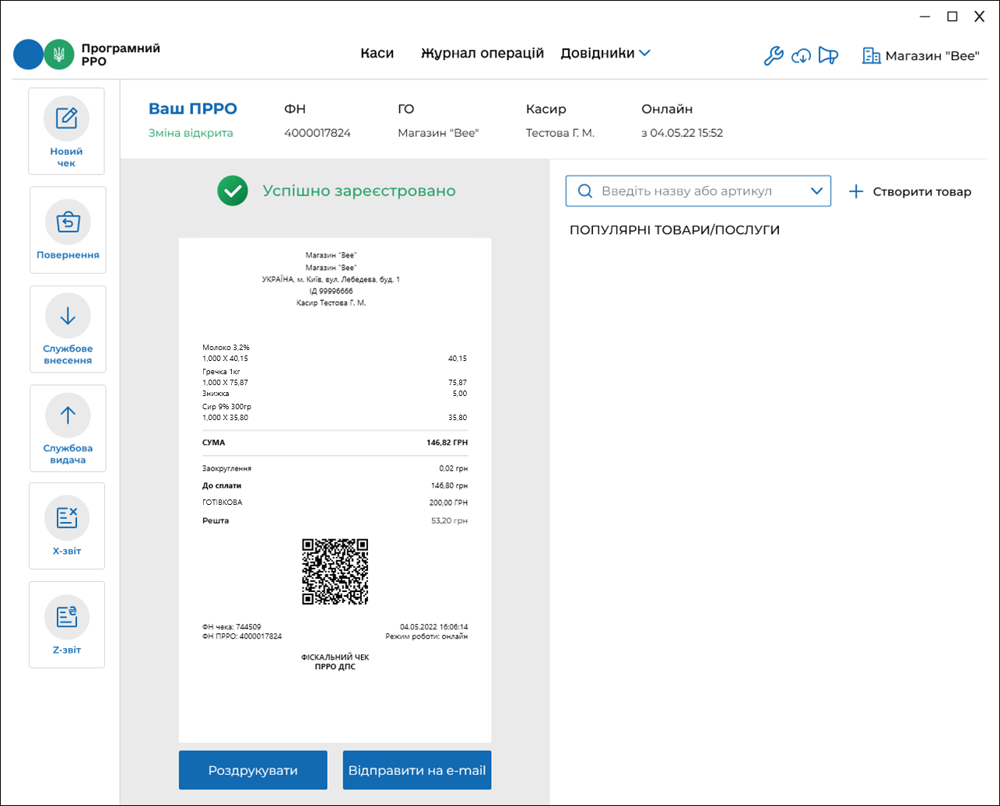 Програмний
РРО
Каси
Журнал операцій
Довідники
Магазин "Bee"
Ваш ПРРО
ФН
ГО
Касир
Онлайн
Зміна відкрита
4000017824
Магазин "Bee"
Тестова Г. М.
з 04.05.22 15:52
Новий
чек
Повернення
Службове
внесення
Службова
видача
X-звіт
Z-звіт
Успішно зареєстровано
Магазин "Bee"
Магазин "Bee"
УКРАЇНА, м. Київ, вул. Лебедева, буд. 1
ІД 99996666
Касир Тестова Г. М.
Молоко 3,2%
1,000 X 40,15 40,15
Гречка 1кг
1,000 X 75,87 75,87
Знижка 5,00
Сир 9% 300гр
1,000 X 35,80 35,80
СУМА 146,82 ГРН
Заокруглення 0,02 грн
До сплати 146,80 грн
ГОТІВКОВА 200,00 ГРН
Решта 53,20 грн
ФН чека: 744509 04.05.2022 16:06:14
ФН ПРРО: 4000017824 Режим роботи: онлайн
ФІСКАЛЬНИЙ ЧЕК
ПРРО ДПС
Роздрукувати
Відправити на e-mail
Введіть назву або артикул
Створити товар
ПОПУЛЯРНІ ТОВАРИ/ПОСЛУГИ